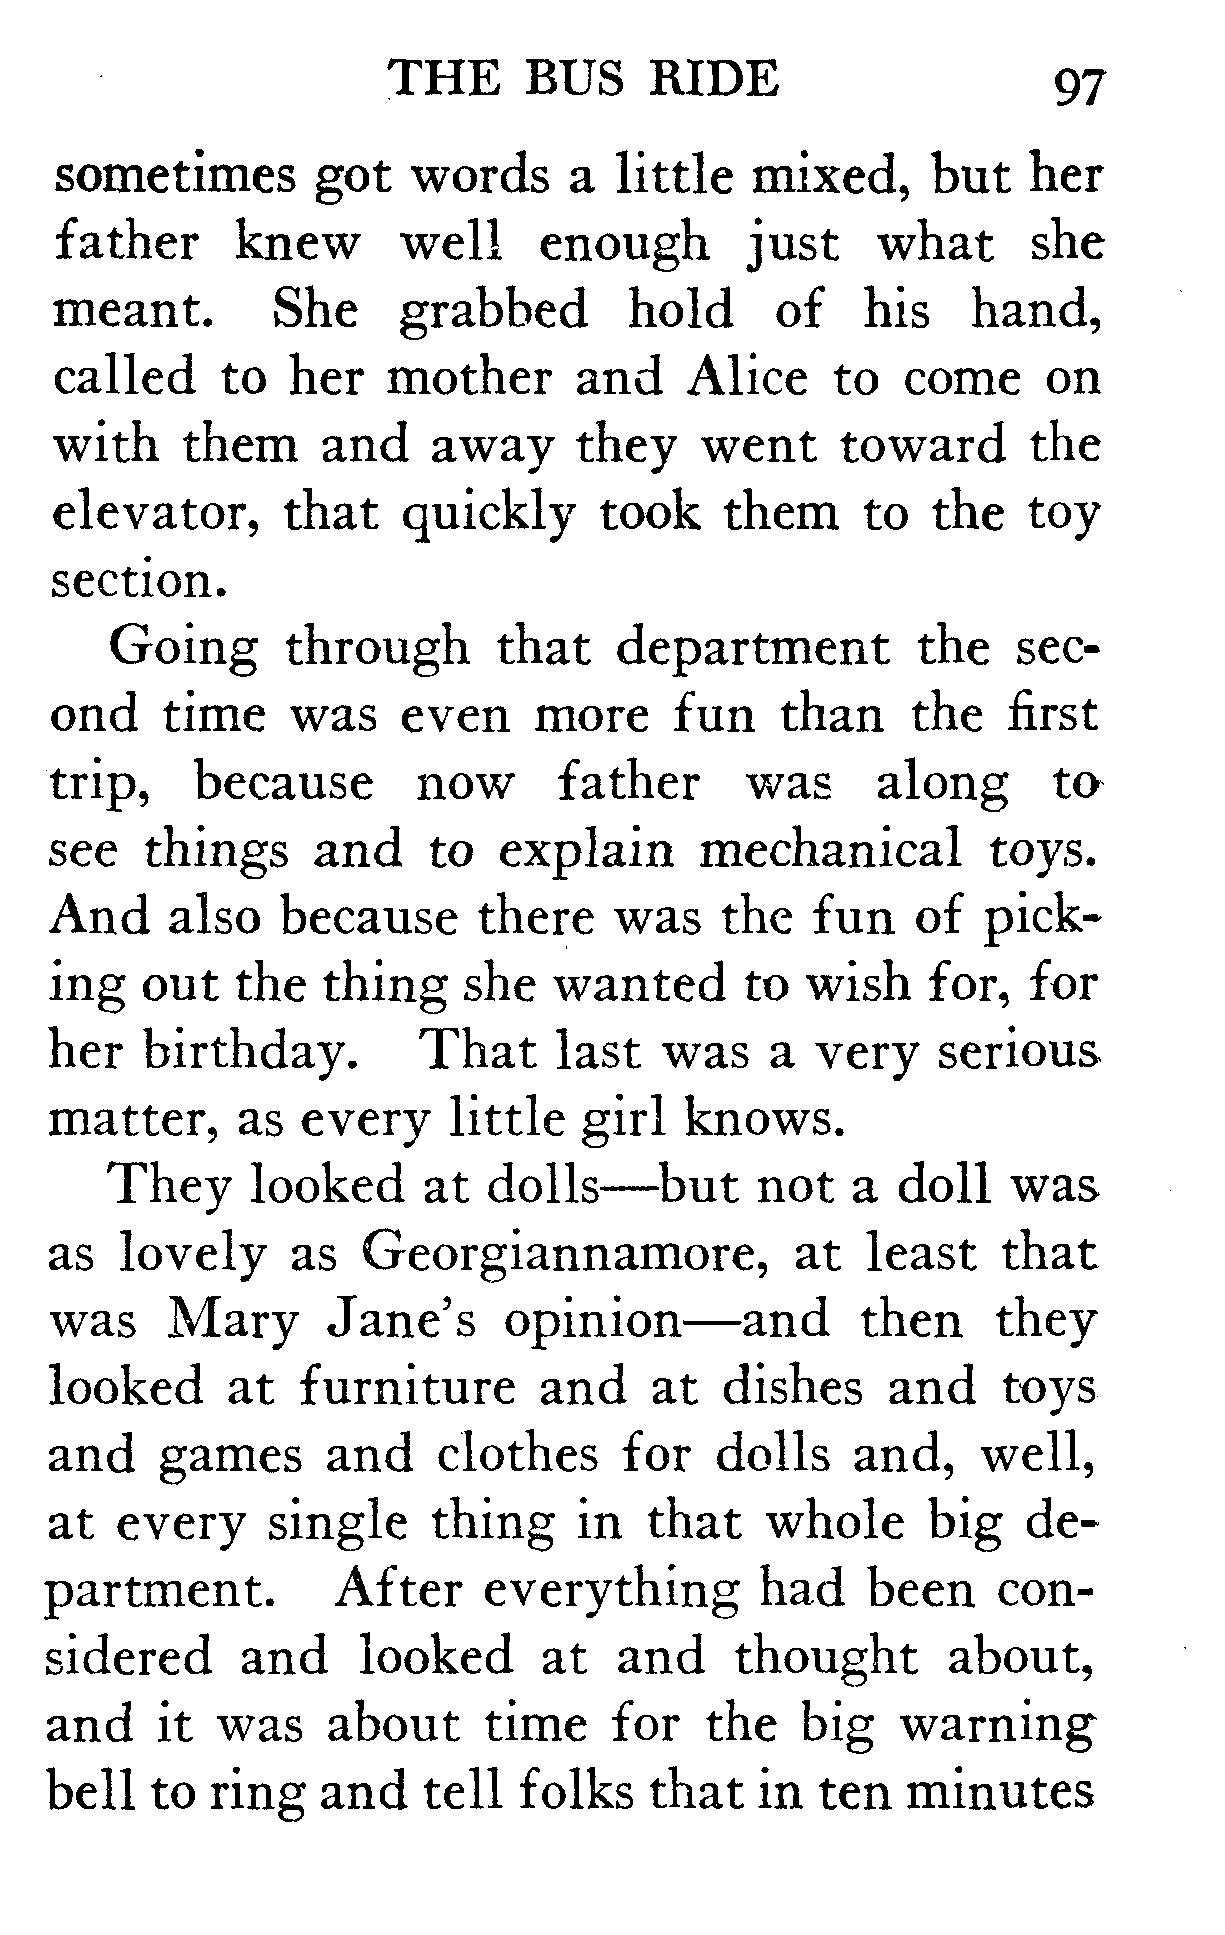 THE BUS RIDE 97
sometimes got words a little mixed, but her
father knew well enough just what she
meant. She grabbed hold of his hand,
called to her mother and Alice to come on
with them and away they went toward the
elevator, that quickly took them to the toy
section.
Going through that department the sec-
ond time was even more fun than the first
trip, because now father was along to
see things and to explain mechanical toys.
And also because there was the fun of pick-
ing out the thing she wanted to wish for, for
her birthday. That last was a very serious
matter, as every little girl knows.
They looked at dolls—but not a doll was
as lovely as Georgiannamore, at least that
was Mary Jane's opinion—and then they
looked at furniture and at dishes and toys
and games and clothes for dolls and, well,
at every single thing in that whole big de-
partment. After everything had been con-
sidered and looked at and thought about,
and it was about time for the big warning
bell to ring and tell folks that in ten minutes